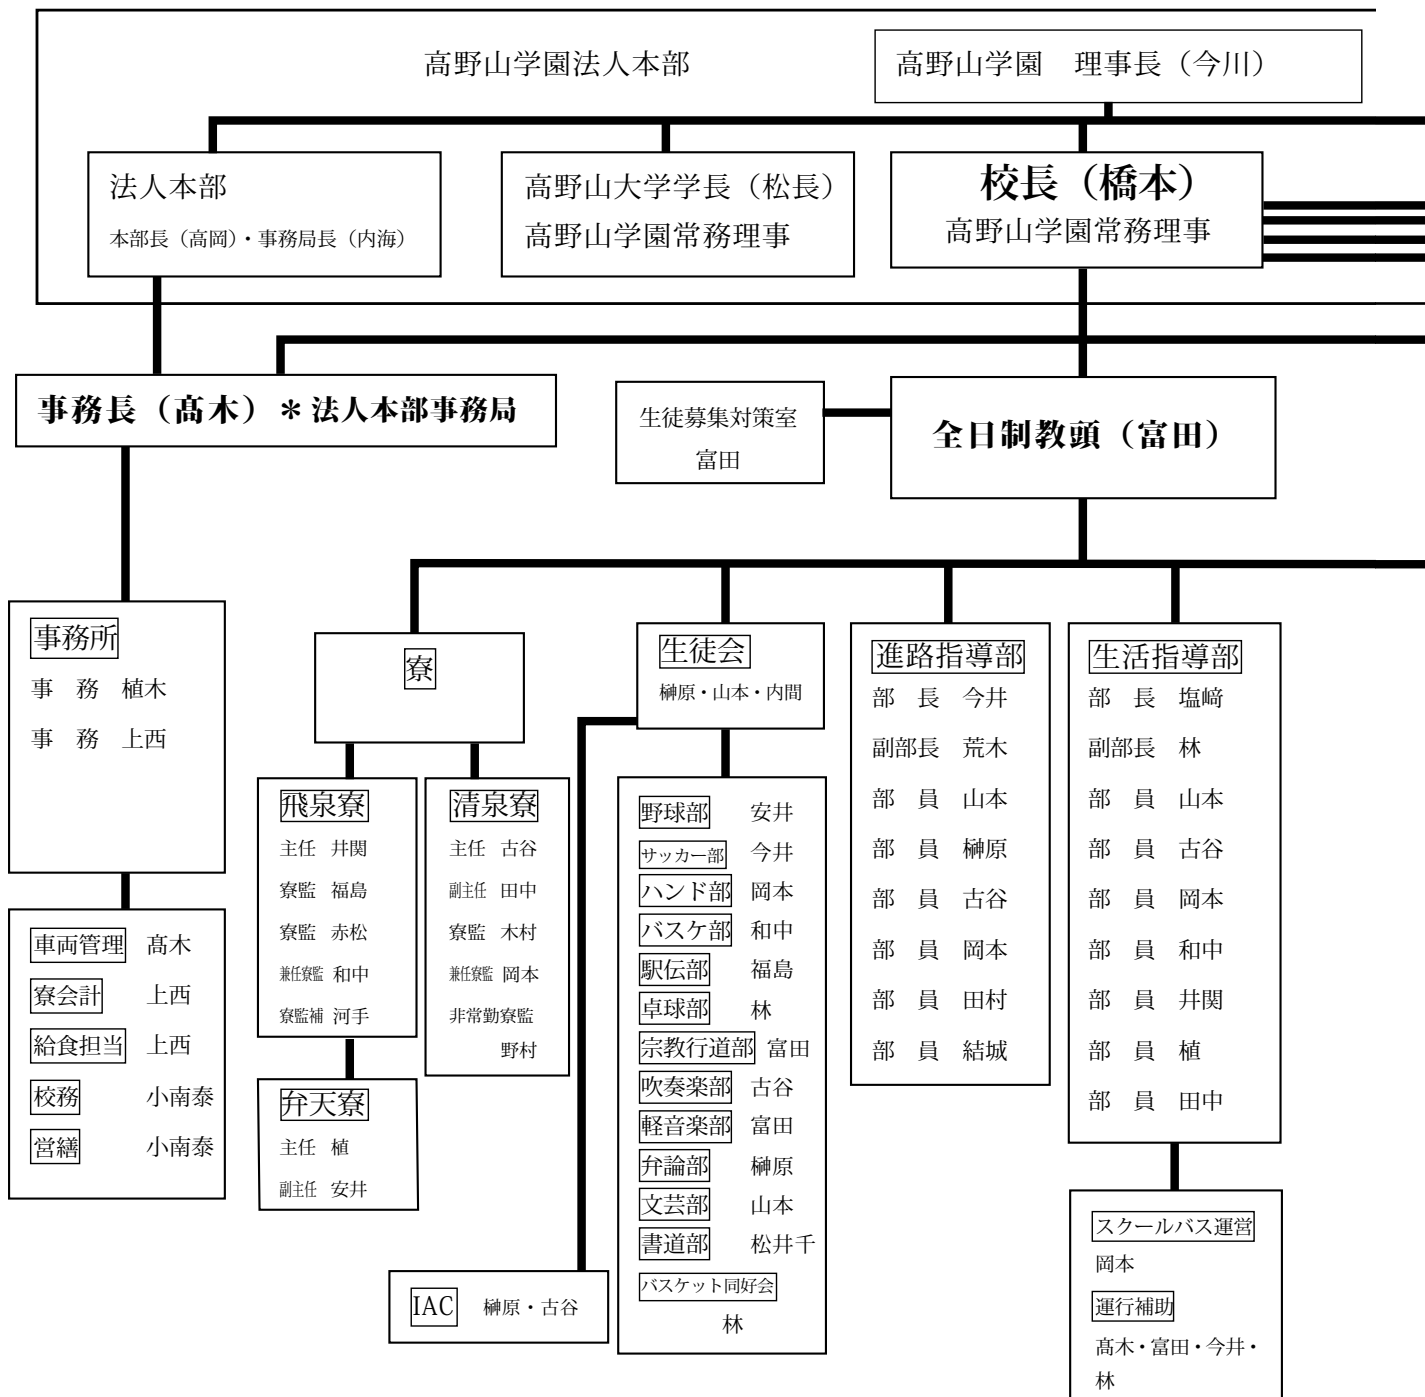 高野山学園法人本部
高野山学園　理事長（今川）
法人本部
本部長（高岡）・事務局長（内海）
高野山大学学長（松長）
高野山学園常務理事
校長（橋本）
高野山学園常務理事
事務長（髙木）＊法人本部事務局
生徒募集対策室
富田
全日制教頭（富田）
事務所
事　務　植木
事　務　上西
車両管理　髙木
寮会計　上西
給食担当　上西
校務　小南泰
営繕　小南泰
寮
飛泉寮
主任　井関
寮監　福島
寮監　赤松
兼任寮監　和中
寮監補　河手
清泉寮
主任　古谷
副主任　田中
寮監　木村
兼任寮監　岡本
非常勤寮監
野村
弁天寮
主任　植
副主任　安井
生徒会
榊原・山本・内間
野球部　安井
サッカー部　今井
ハンド部　岡本
バスケ部　和中
駅伝部　福島
卓球部　林
宗教行道部　富田
吹奏楽部　古谷
軽音楽部　富田
弁論部　榊原
文芸部　山本
書道部　松井千
バスケット同好会
林
IAC　榊原・古谷
進路指導部
部　長　今井
副部長　荒木
部　員　山本
部　員　榊原
部　員　古谷
部　員　岡本
部　員　田村
部　員　結城
生活指導部
部　長　塩﨑
副部長　林
部　員　山本
部　員　古谷
部　員　岡本
部　員　和中
部　員　井関
部　員　植
部　員　田中
スクールバス運営
岡本
運行補助
髙木・富田・今井・
林